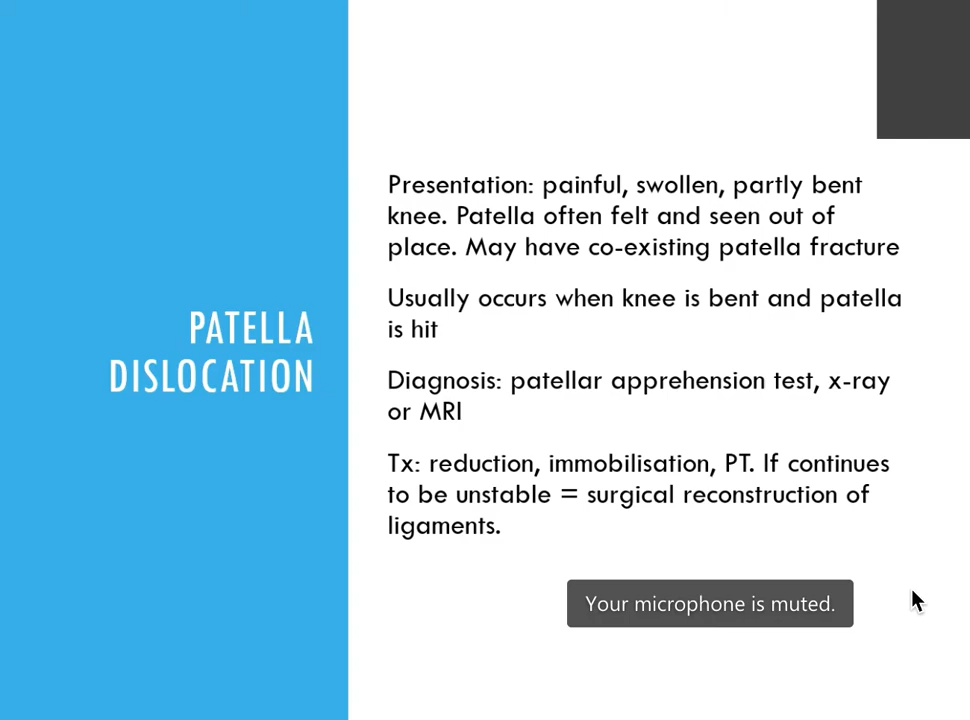 PATELLA
DISLOCATION
Presentation: painful, swollen, partly bent
knee. Patella often felt and seen out of
place. May have co-existing patella fracture
Usually occurs when knee is bent and patella
is hit
Diagnosis: patellar apprehension test, x-ray
or MRI
Tx: reduction, immobilisation, PT. If continues
to be unstable = surgical reconstruction of
ligaments.
Your microphone is muted.